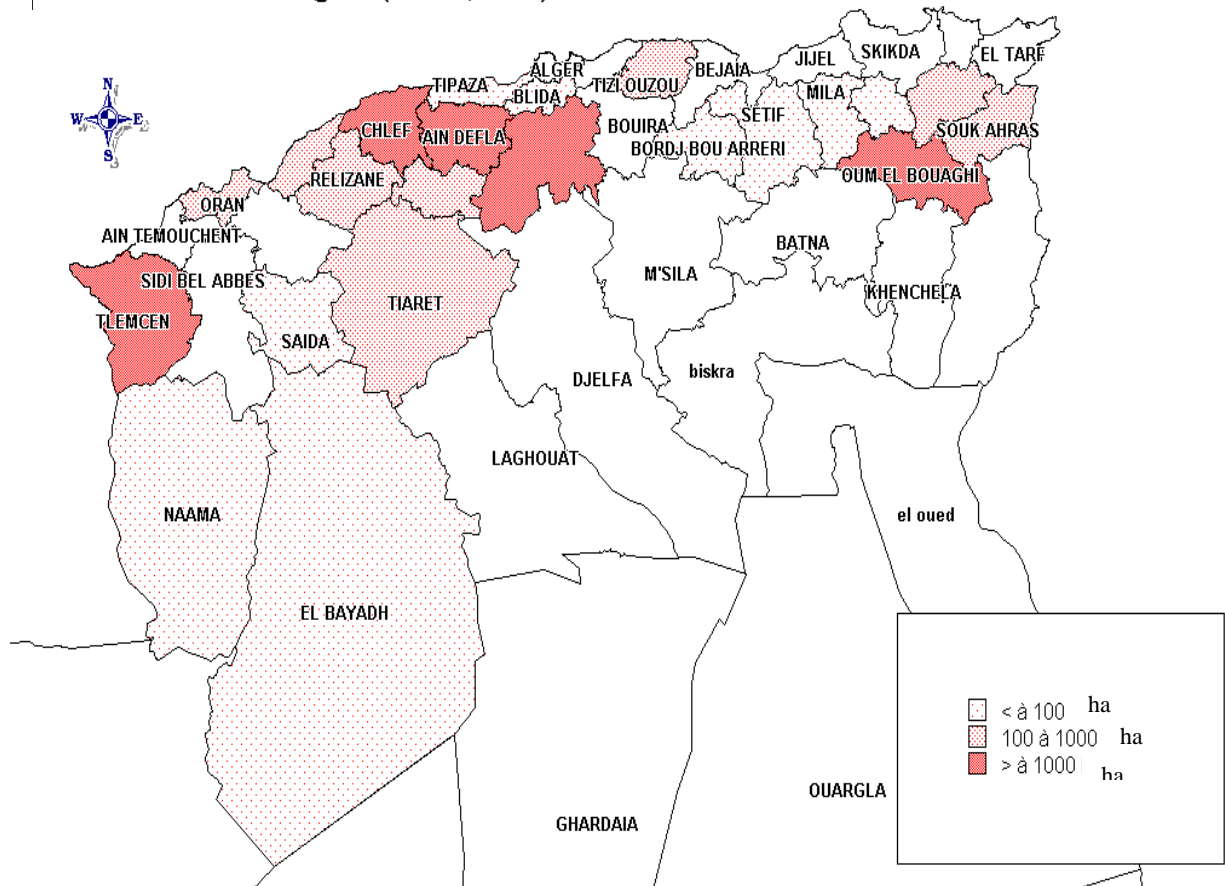 SKIKDA
EL TARF
JIJEL
BEJAIA
ALGER
TIZI OUZOU
TIPAZA
BLIDA
MILA
SETIF
CHLEF
AIN DEFLA
BOUIRA
SOUK AHRAS
BORDJ BOU ARRERI
OUM EL BOUAGHI
RELIZANE
ORAN
AIN TEMOUCHENT
BATNA
M'SILA
SIDI BEL ABBES
KHENCHELA
TIARET
TLEMCEN
SAIDA
biskra
DJELFA
LAGHOUAT
NAAMA
el oued
EL BAYADH
OUARGLA
GHARDAIA
N
W E
S
< à 100 ha
100 à 1000 ha
> à 1000 ha